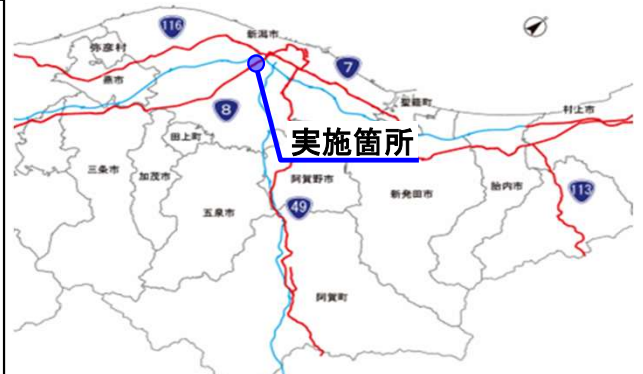 116
新潟市
弥彦村
燕市
7
8
聖籠町
村上市
田上町
実施箇所
三条市
加茂市
阿賀野市
新発田市
胎内市
113
五泉市
49
阿賀町